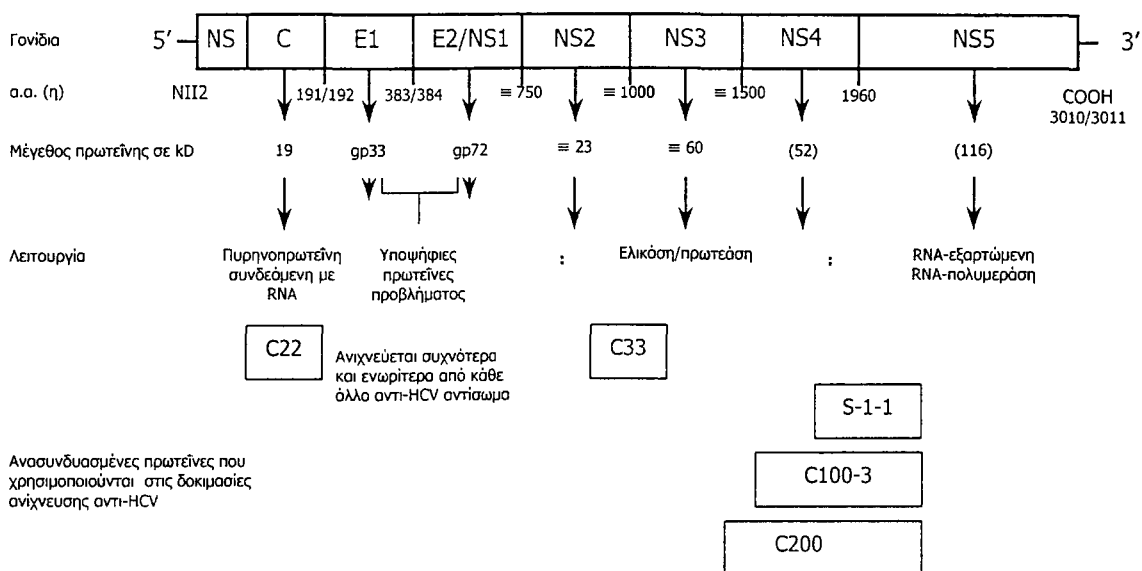 Γονίδια 5′ NS C E1 E2/NS1 NS2 NS3 NS4 NS5 3′
α.α. (η) NII2 191/192 383/384 ≡ 750 ≡ 1000 ≡ 1500 1960 COOH
3010/3011
Μέγεθος πρωτεΐνης σε kD 19 gp33 gp72 ≡ 23 ≡ 60 (52) (116)
Λειτουργία Πυρηνοπρωτεΐνη Υποψήφιες : Ελικόση/πρωτεάση : RNA-εξαρτώμενη
συνδεόμενη με πρωτεΐνες RNA-πολυμεράση
RNA προβλήματος
C22 Ανιχνεύεται συχνότερα C33
και ενωρίτερα από κάθε
άλλο αντι-HCV αντίσωμα
S-1-1
Ανασυνδυασμένες πρωτεΐνες που
χρησιμοποιούνται στις δοκιμασίες C100-3
ανίχνευσης αντι-HCV
C200